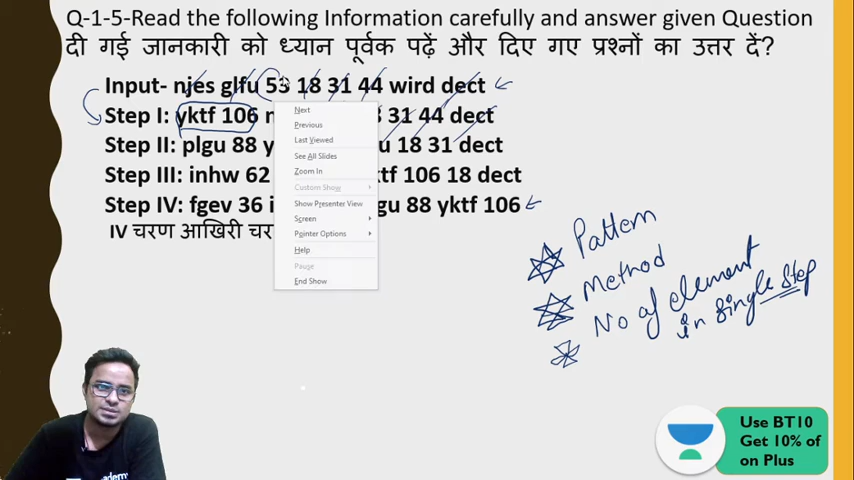 Q-1-5-Read the following Information carefully and answer given Question
दी गई जानकारी को ध्यान पूर्वक पढ़ें और दिए गए प्रश्नों का उत्तर दें?
Input- njes glfu 53 18 31 44 wird dect
Step I: yktf 106 31 44 dect
Step II: plgu 88 18 31 dect
Step III: inhw 62 106 18 dect
Step IV: fgev 36 88 yktf 106
IV चरण आखिरी
Next
Previous
Last Viewed
See All Slides
Zoom In
Custom Show
Show Presenter View
Screen
Pointer Options
Help
Pause
End Show
Pattern
Method
No of element
in single step
Use BT10
Get 10% of
on Plus